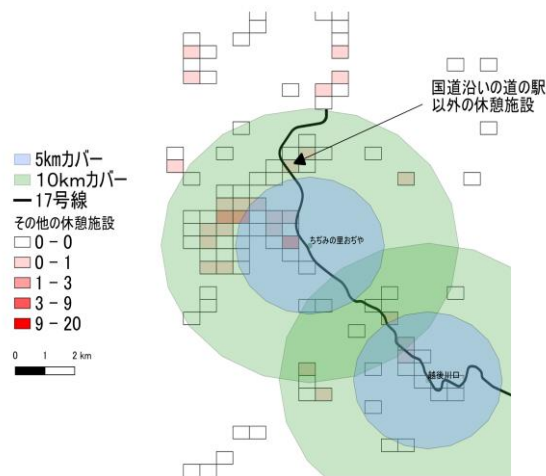 国道沿いの道の駅
以外の休憩施設
5kmカバー
10kmカバー
17号線
その他の休憩施設
0 - 0
0 - 1
1 - 3
3 - 9
9 - 20
0 1 2 km
ちぢみの里おぢや
越後川口